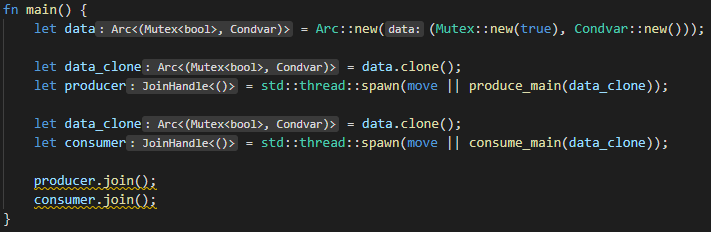 fn main() {
let data: Arc<(Mutex<bool>, Condvar)> = Arc::new(data: (Mutex::new(true), Condvar::new()));
let data_clone: Arc<(Mutex<bool>, Condvar)> = data.clone();
let producer: JoinHandle<()> = std::thread::spawn(move || produce_main(data_clone));
let data_clone: Arc<(Mutex<bool>, Condvar)> = data.clone();
let consumer: JoinHandle<()> = std::thread::spawn(move || consume_main(data_clone));
producer.join();
consumer.join();
}